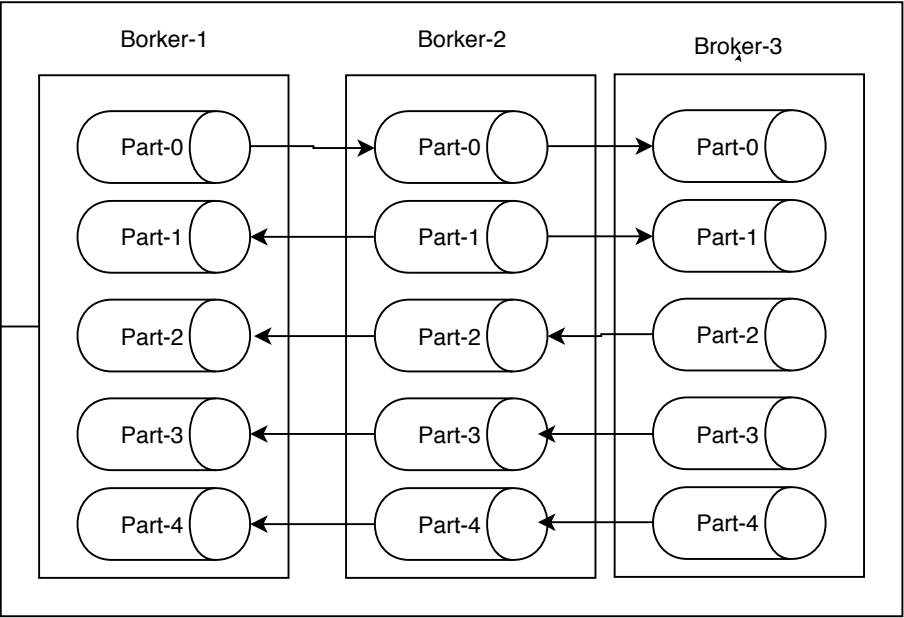 Borker-1 Borker-2 Broker-3
Part-0 Part-0 Part-0
Part-1 Part-1 Part-1
Part-2 Part-2 Part-2
Part-3 Part-3 Part-3
Part-4 Part-4 Part-4